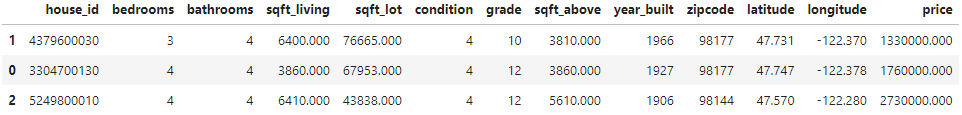 house_id bedrooms bathrooms sqft_living sqft_lot condition grade sqft_above year_built zipcode latitude longitude price
1 4379600030 3 4 6400.000 76665.000 4 10 3810.000 1966 98177 47.731 -122.370 1330000.000
0 3304700130 4 4 3860.000 67953.000 4 12 3860.000 1927 98177 47.747 -122.378 1760000.000
2 5249800010 4 4 6410.000 43838.000 4 12 5610.000 1906 98144 47.570 -122.280 2730000.000